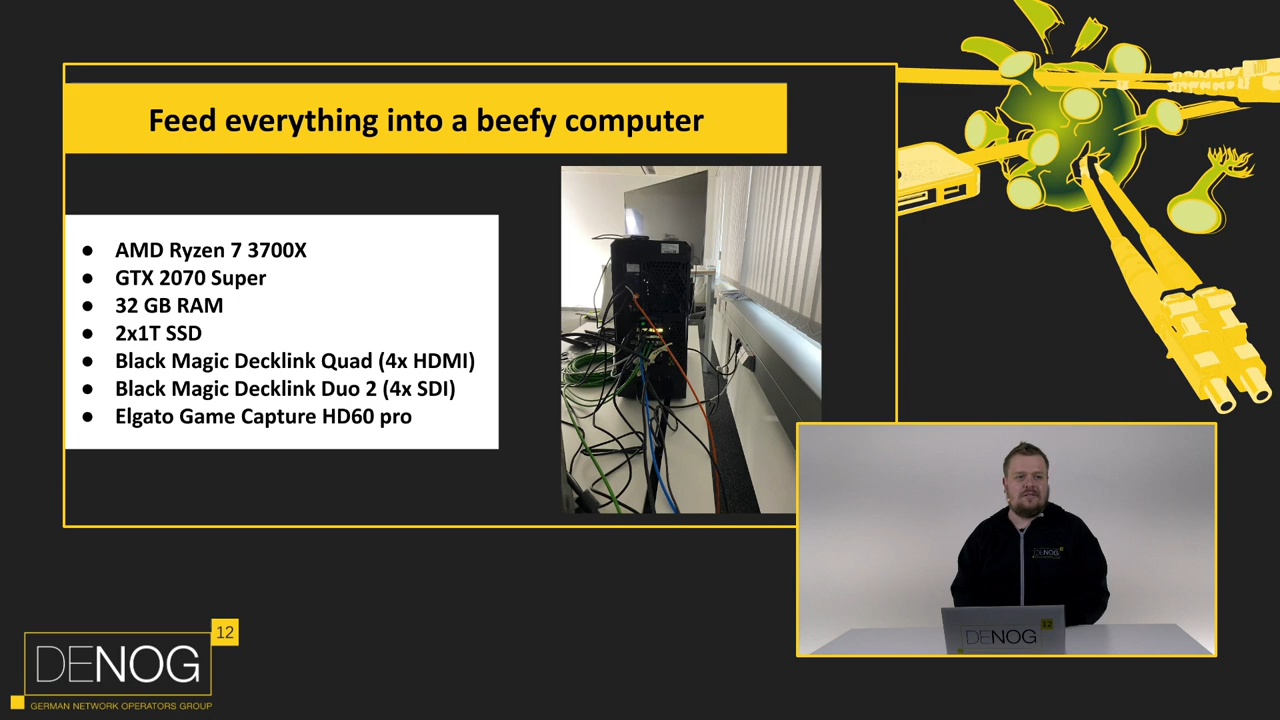 Feed everything into a beefy computer
● AMD Ryzen 7 3700X
● GTX 2070 Super
● 32 GB RAM
● 2x1T SSD
● Black Magic Decklink Quad (4x HDMI)
● Black Magic Decklink Duo 2 (4x SDI)
● Elgato Game Capture HD60 pro
DENOG
DENOG 12
DENOG 12
GERMAN NETWORK OPERATORS GROUP